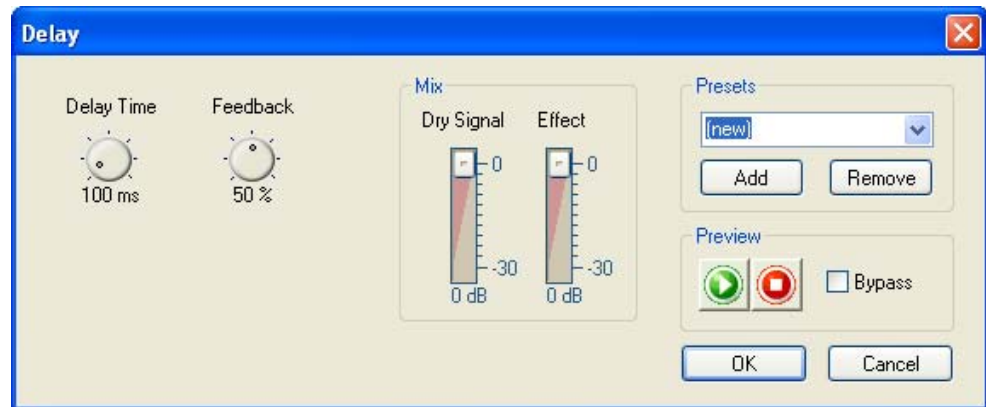 Delay
Delay Time
Feedback
100 ms
50 %
Mix
Dry Signal
Effect
0
-30
0 dB
0
-30
0 dB
Presets
(new)
Add
Remove
Preview
Bypass
OK
Cancel